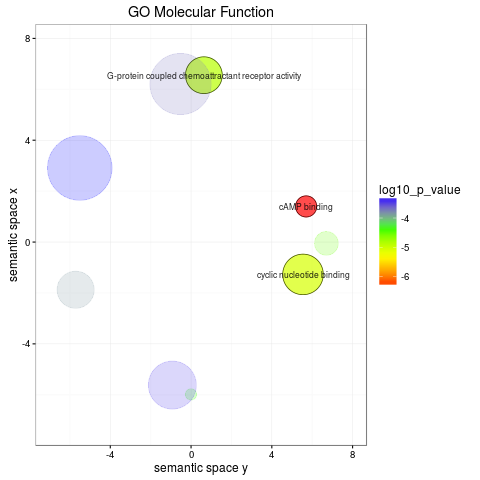 GO Molecular Function
8
G-protein coupled chemoattractant receptor activity
4
log10_p_value
cAMP binding
-4
semantic space x
0
-5
cyclic nucleotide binding
-6
-4
-4
0
4
8
semantic space y